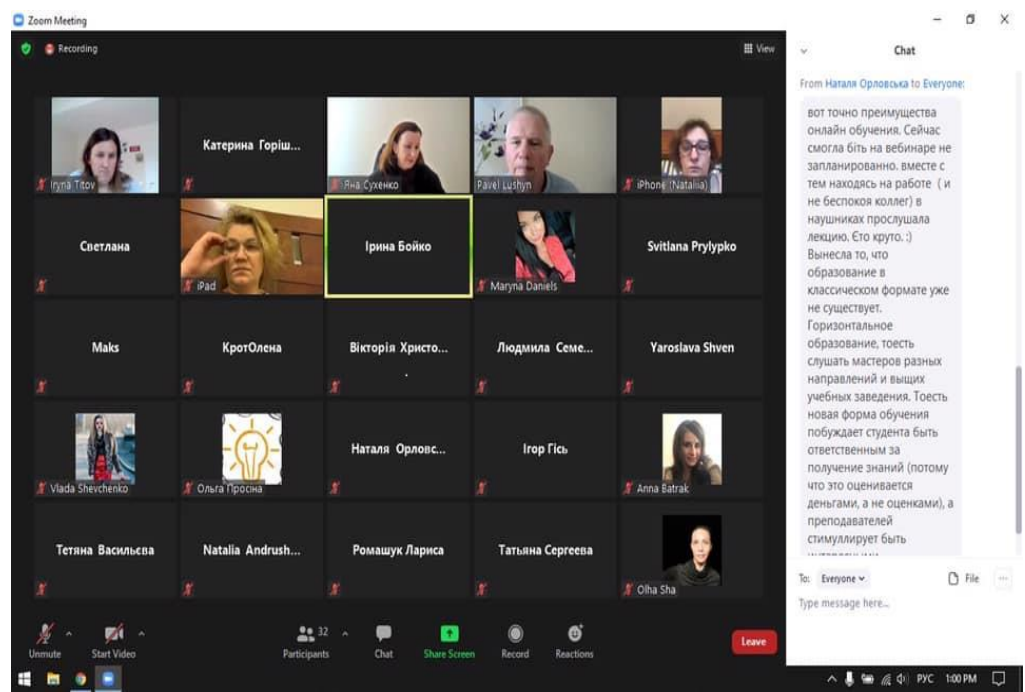 Zoom Meeting
Recording
View
Iryna Titov
Катерина Горіш...
Яна Сухенко
Pavel Lushyn
iPhone (Nataliia)
Светлана
iPad
Ірина Бойко
Maryna Daniels
Svitlana Prylypko
Maks
КротОлена
Вікторія Христо...
Людмила Семе...
Yaroslava Shven
Vlada Shevchenko
Ольга Просіна
Наталя Орловс...
Ігор Гісь
Anna Batrak
Тетяна Васильєва
Natalia Andrush...
Ромащук Лариса
Татьяна Сергеева
Olha Sha
Unmute
Start Video
32
Participants
Chat
Share Screen
Record
Reactions
Leave
Chat
From Наталя Орловська to Everyone:
вот точно преимущества
онлайн обучения. Сейчас
смогла біть на вебинаре не
запланированно. вместе с
тем находясь на работе ( и
не беспокоя коллег) в
наушниках прослушала
лекцию. Єто круто. :)
Вынесла то, что
образование в
классическом формате уже
не существует.
Горизонтальное
образование, тоесть
слушать мастеров разных
направлений и выщих
учебных заведения. Тоесть
новая форма обучения
побуждает студента быть
ответственным за
получение знаний (потому
что это оценивается
деньгами, а не оценками), а
преподавателей
стимуллирует быть
To: Everyone
File
Type message here...
РУС 1:00 PM